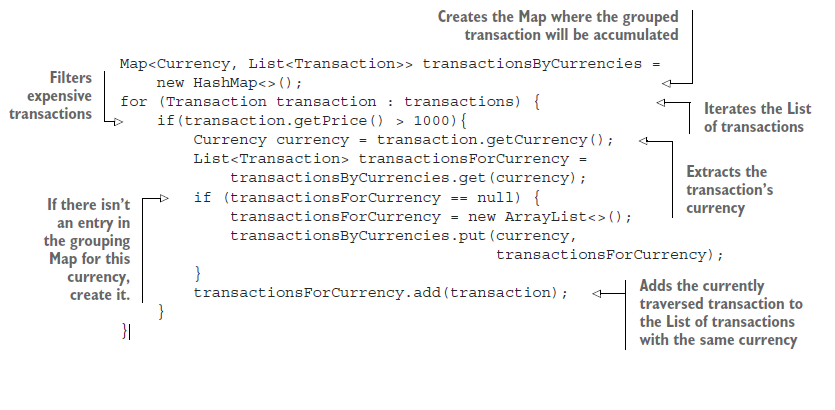 Creates the Map where the grouped
transaction will be accumulated
Map<Currency, List<Transaction>> transactionsByCurrencies =
new HashMap<>();
for (Transaction transaction : transactions) {
if(transaction.getPrice() > 1000){
Currency currency = transaction.getCurrency();
List<Transaction> transactionsForCurrency =
transactionsByCurrencies.get(currency);
if (transactionsForCurrency == null) {
transactionsForCurrency = new ArrayList<>();
transactionsByCurrencies.put(currency,
transactionsForCurrency);
}
transactionsForCurrency.add(transaction);
}
}
Filters
expensive
transactions
Iterates the List
of transactions
Extracts the
transaction's
currency
If there isn't
an entry in
the grouping
Map for this
currency,
create it.
Adds the currently
traversed transaction to
the List of transactions
with the same currency